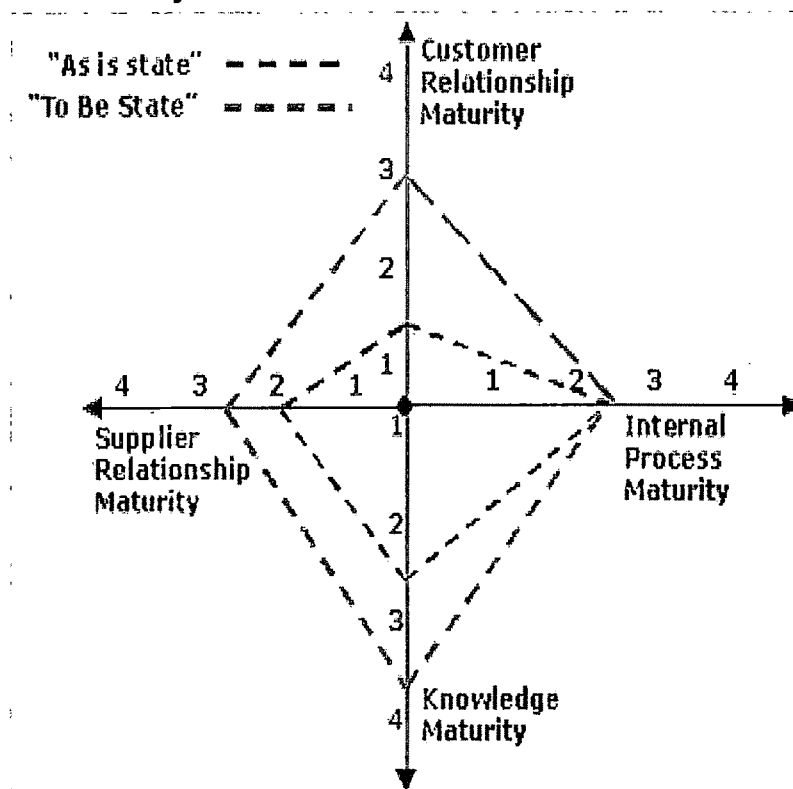 "As is state"
"To Be State"
Customer
Relationship
Maturity
4
3
2
1
4 3 2 1 1 2 3 4
Supplier
Relationship
Maturity
Internal
Process
Maturity
1
2
3
4
Knowledge
Maturity